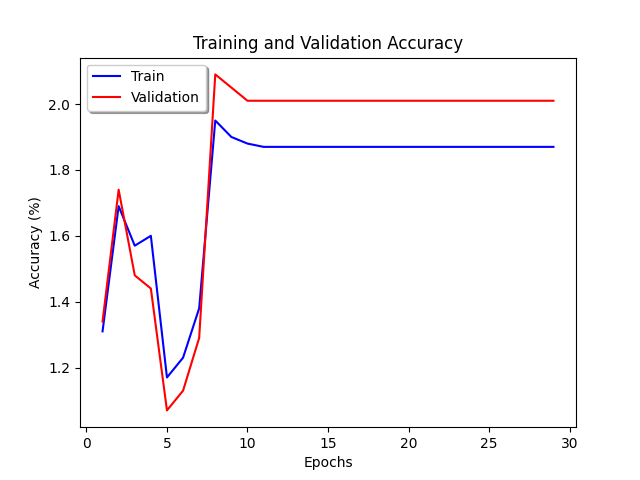 Training and Validation Accuracy
Train
Validation
Accuracy (%)
2.0
1.8
1.6
1.4
1.2
0 5 10 15 20 25 30
Epochs